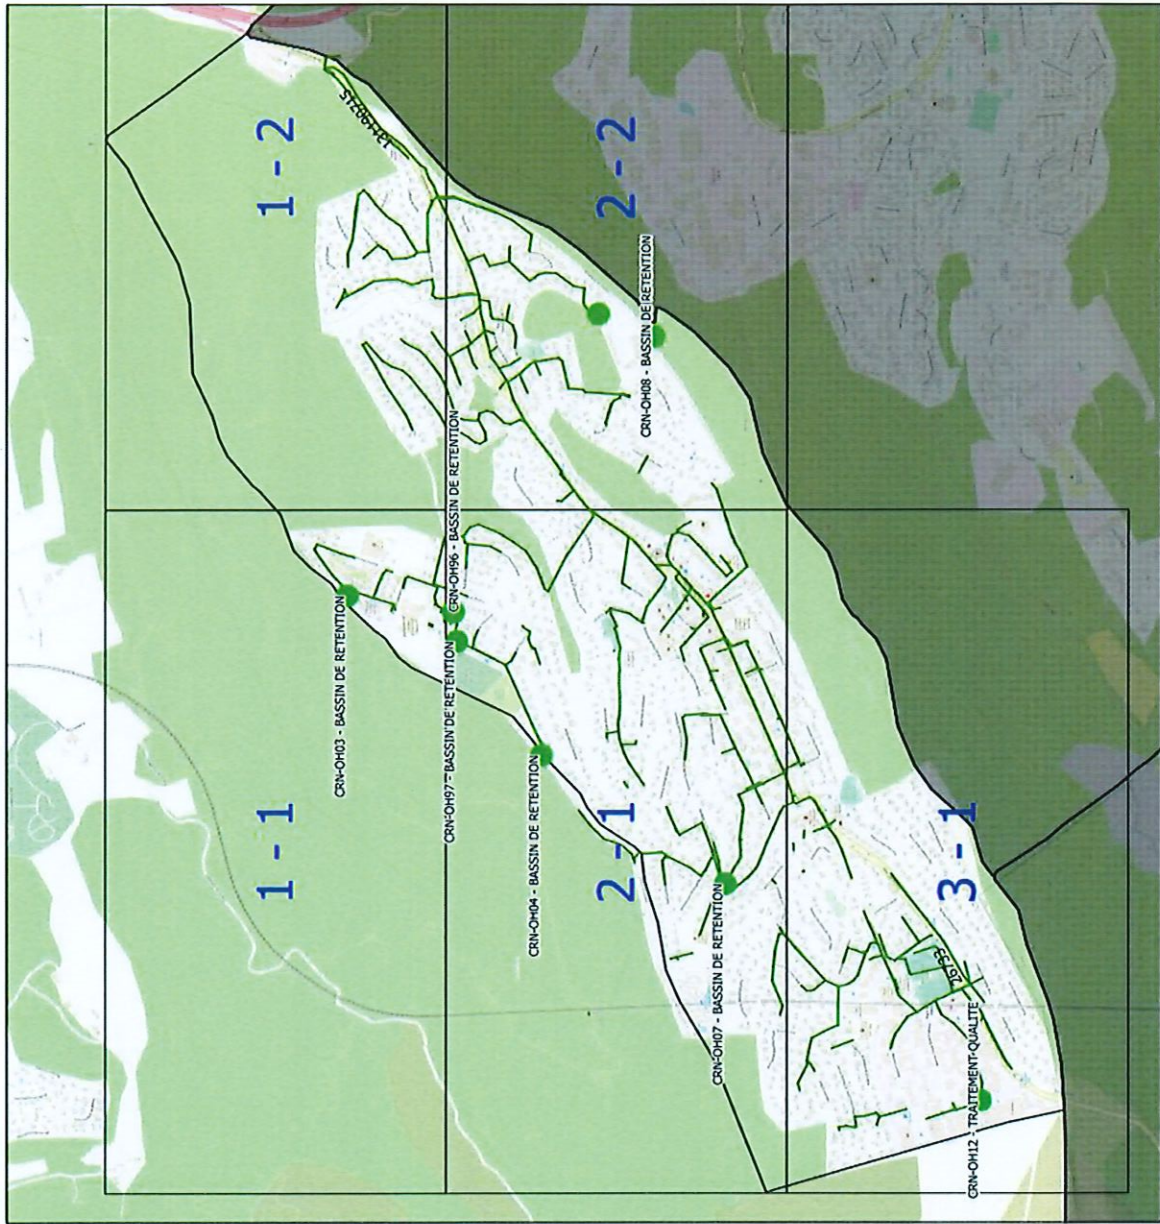 1 - 1
1 - 2
2 - 1
2 - 2
3 - 1
CRN-OH03 - BASSIN DE RETENTION
CRN-OH97 - BASSIN DE RETENTION
CRN-OH96 - BASSIN DE RETENTION
CRN-OH04 - BASSIN DE RETENTION
CRN-OH08 - BASSIN DE RETENTION
CRN-OH07 - BASSIN DE RETENTION
CRN-OH12 - TRAITEMENT-QUALITE
26733